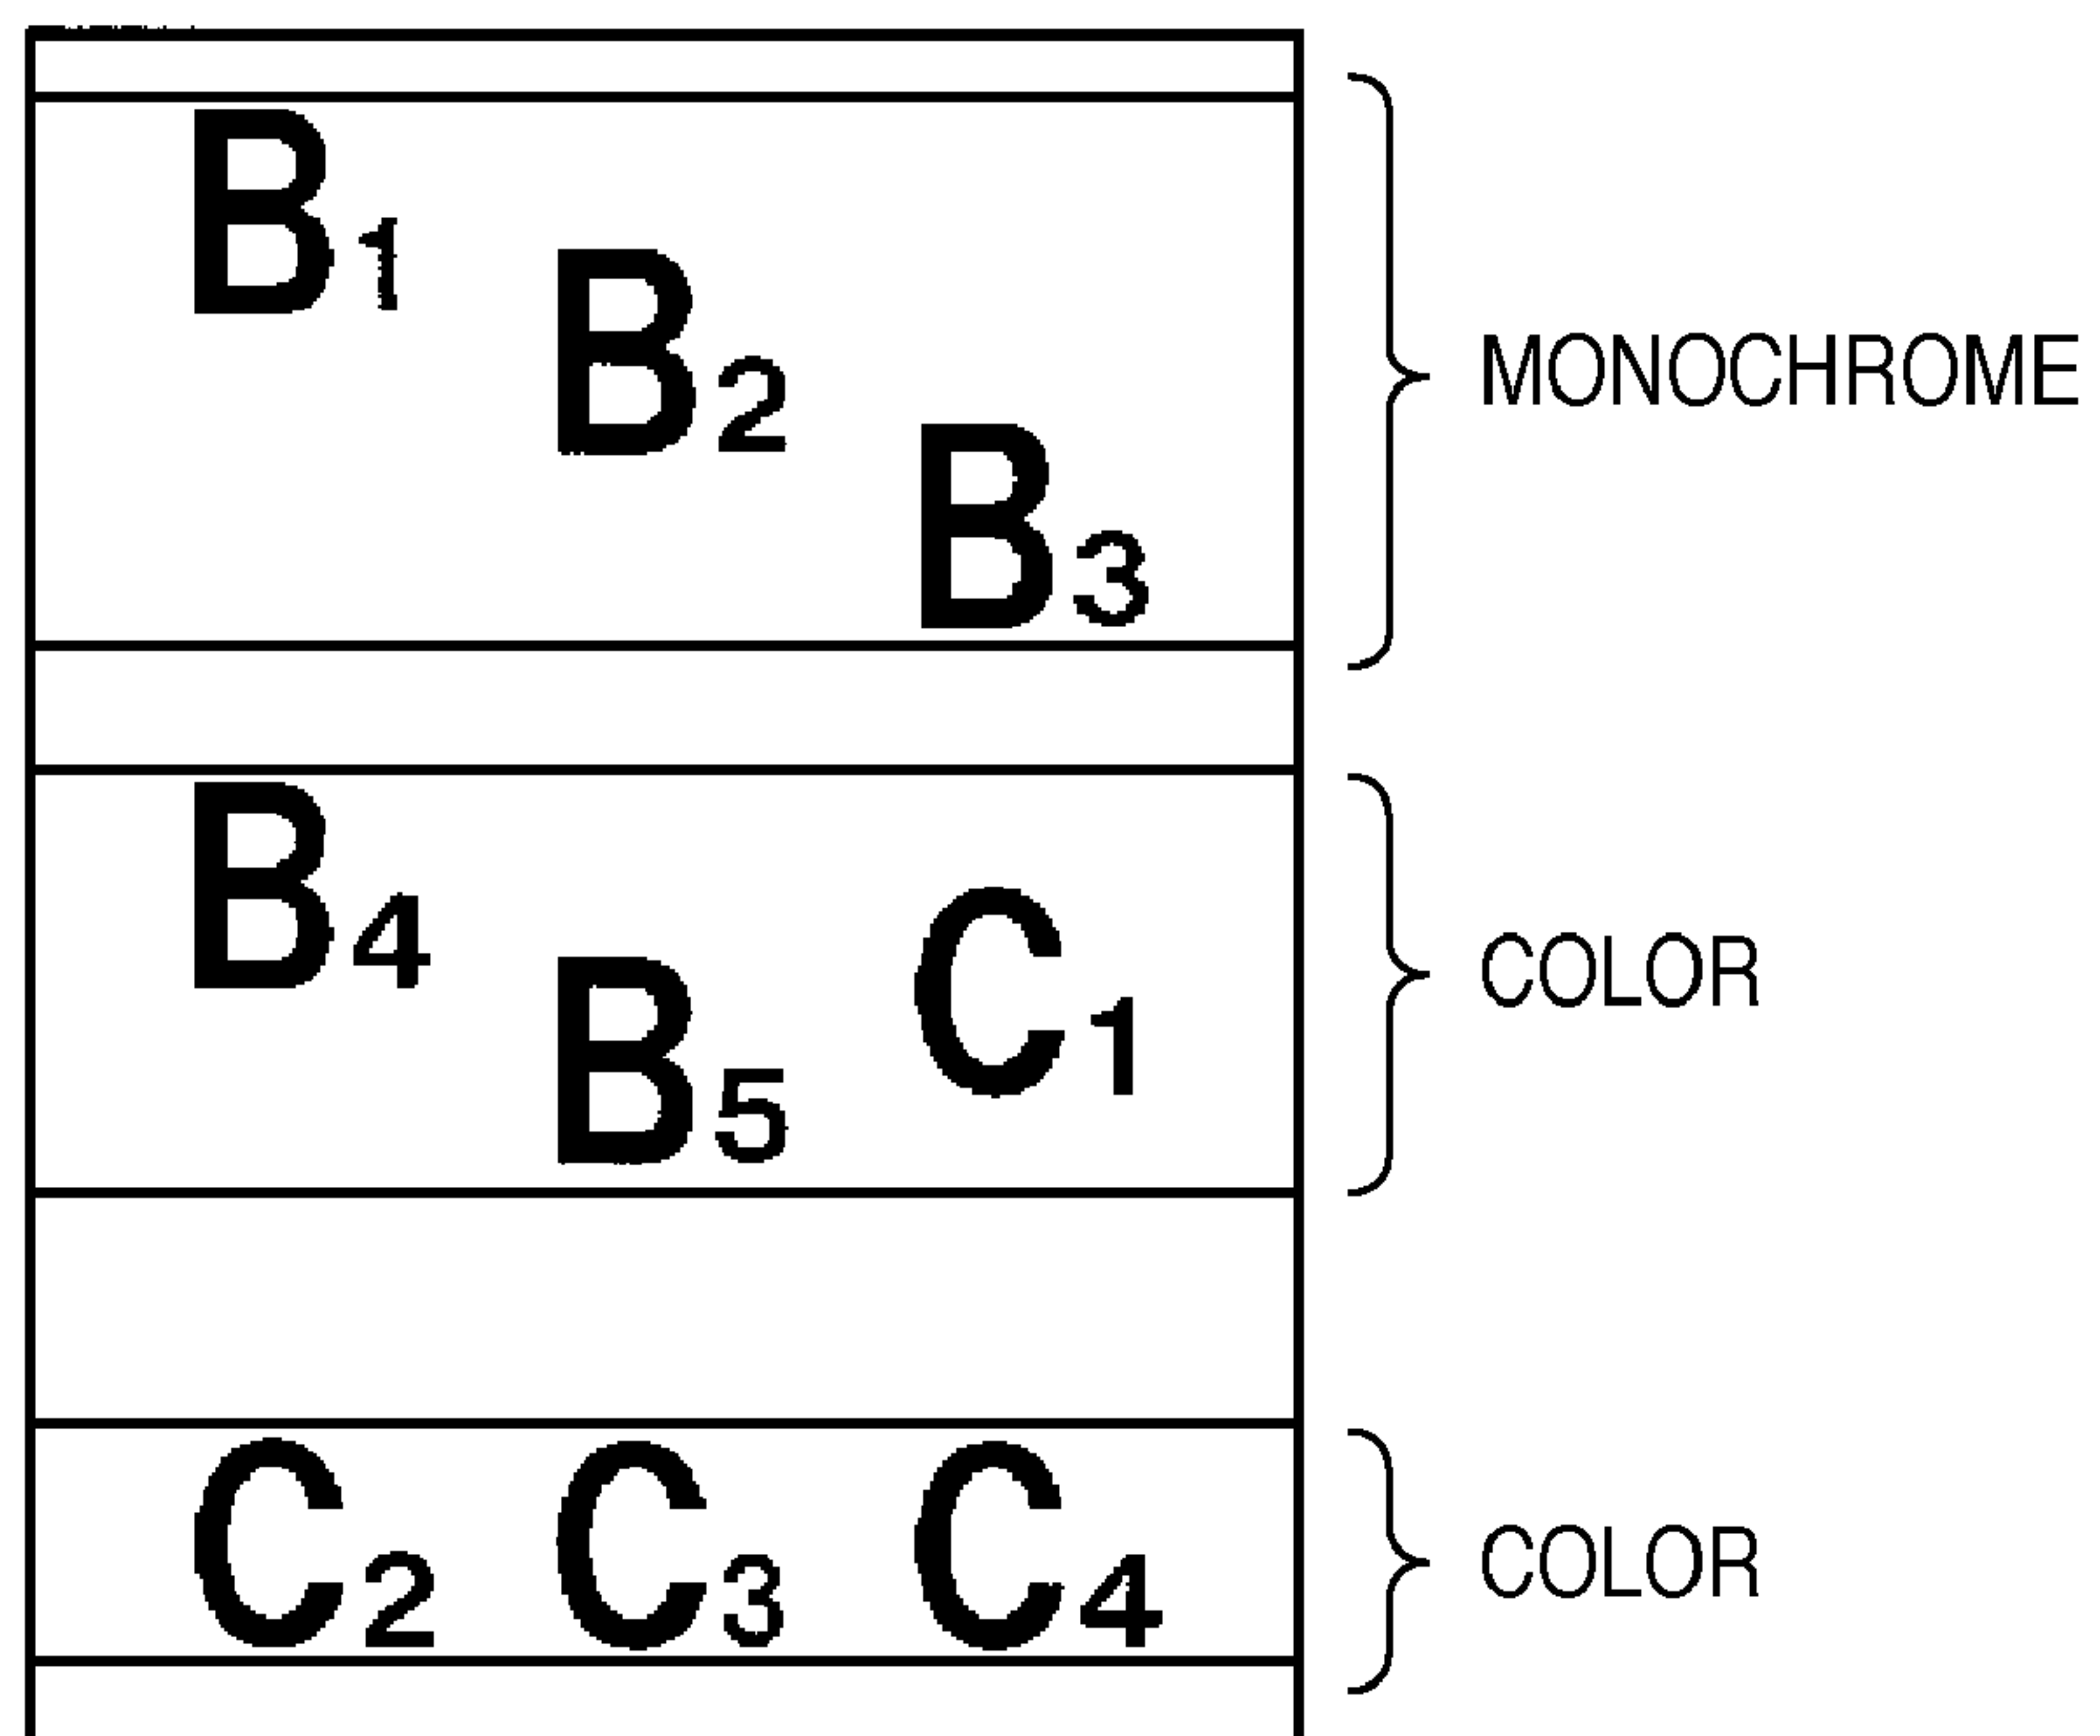 B₁
B₂
B₃
MONOCHROME
B₄
B₅
C₁
COLOR
C₂ C₃ C₄
COLOR